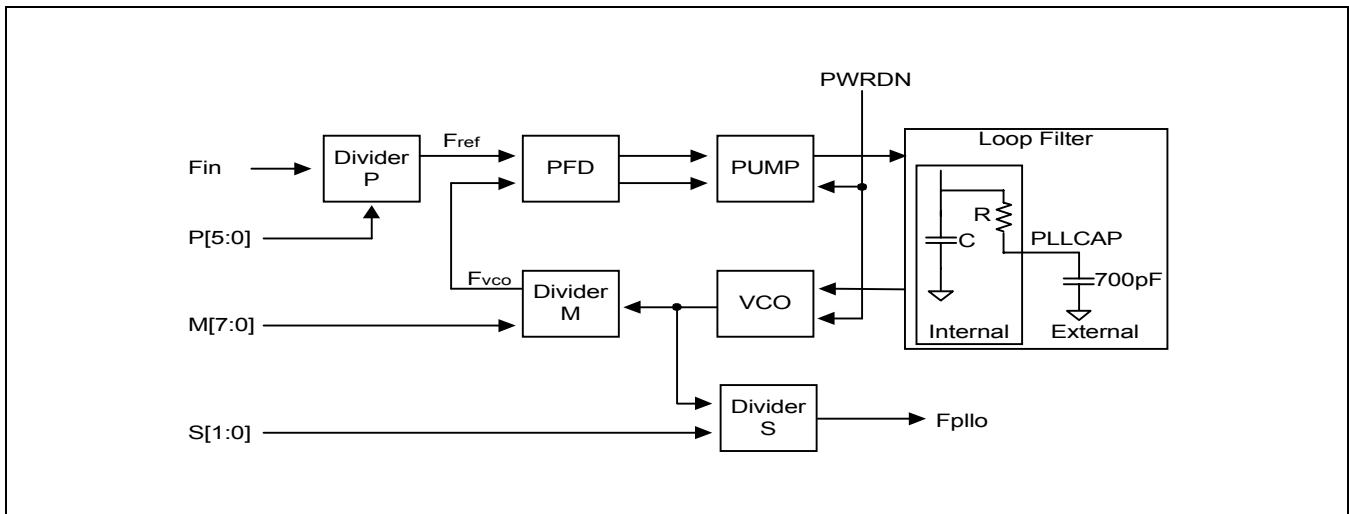 PWRDN
Loop Filter
Fin
Divider
P
Fref
PFD
PUMP
R
C
PLLCAP
700pF
Internal
External
P[5:0]
Fvco
Divider
M
VCO
M[7:0]
Divider
S
Fpllo
S[1:0]